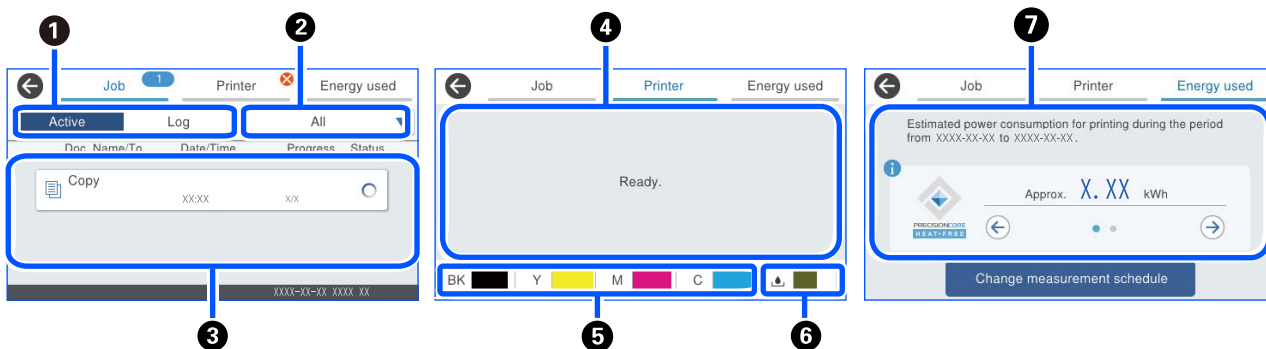 1
2
4
7
Job 1 Printer Energy used
Active Log All
Doc. Name/To Date/Time Progress Status
Copy
XX:XX X/X
XXXX-XX-XX XXXX XX
3
Job Printer Energy used
Ready.
BK Y M C
5
6
Job Printer Energy used
Estimated power consumption for printing during the period
from XXXX-XX-XX to XXXX-XX-XX.
i
Approx. X.XX kWh
PRECISIONCORE
HEAT-FREE
Change measurement schedule